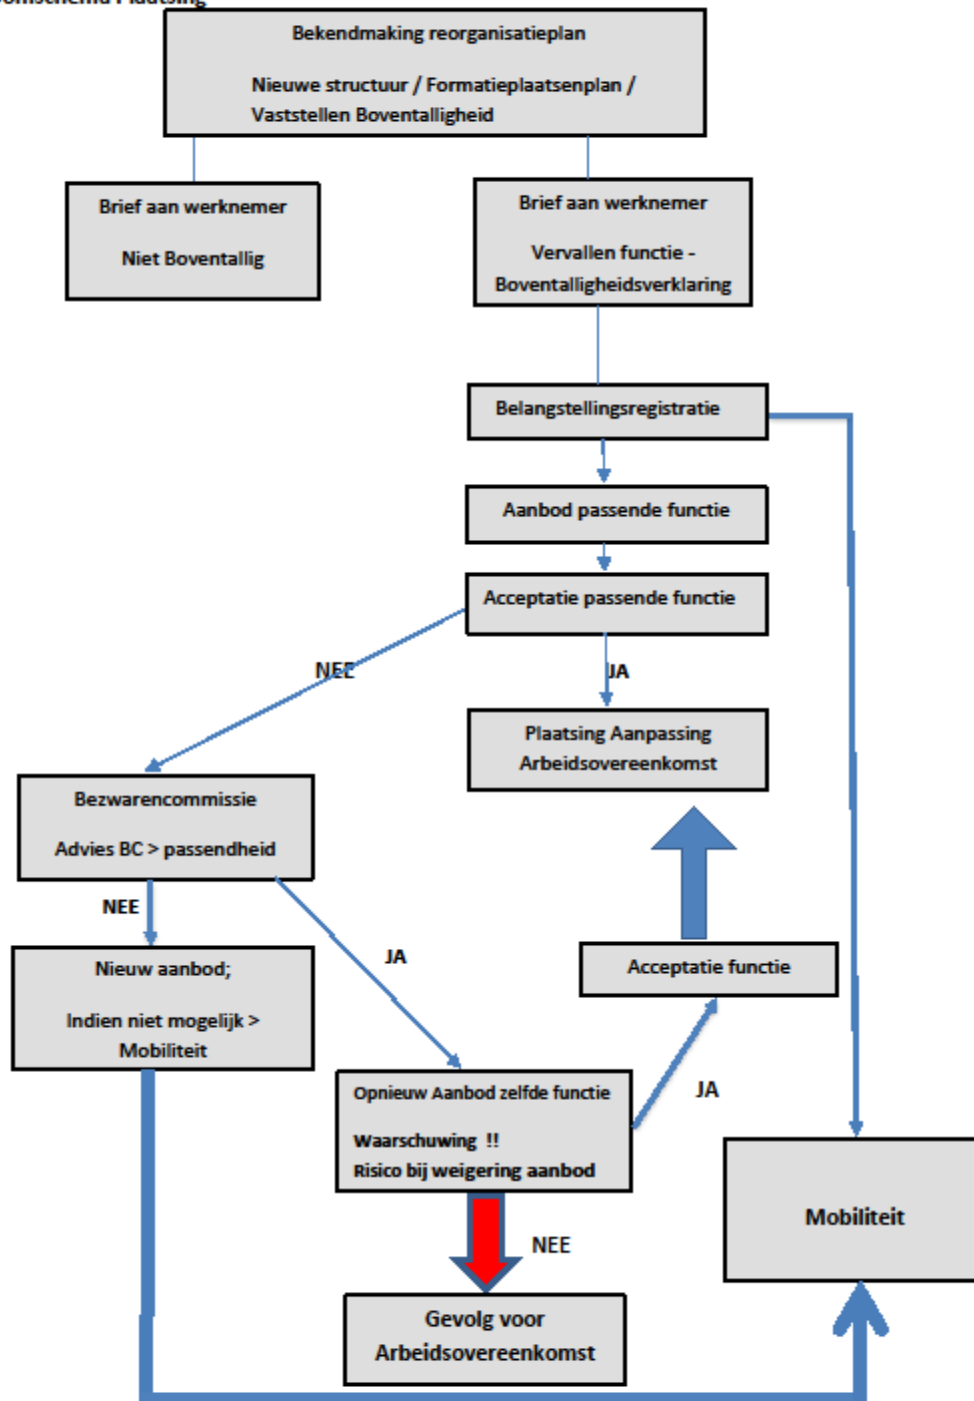 Plaatsing
Bekendmaking reorganisatieplan
Nieuwe structuur / Formatieplaatsenplan /
Vaststellen Boventalligheid
Brief aan werknemer
Niet Boventallig
Brief aan werknemer
Vervallen functie -
Boventalligheidsverklaring
Belangstellingsregistratie
Aanbod passende functie
Acceptatie passende functie
NEE
JA
Plaatsing Aanpassing
Arbeidsovereenkomst
Bezwarencommissie
Advies BC > passendheid
NEE
JA
Nieuw aanbod;
Indien niet mogelijk >
Mobiliteit
Acceptatie functie
Opnieuw Aanbod zelfde functie
Waarschuwing !!
Risico bij weigering aanbod
JA
Mobiliteit
NEE
Gevolg voor
Arbeidsovereenkomst